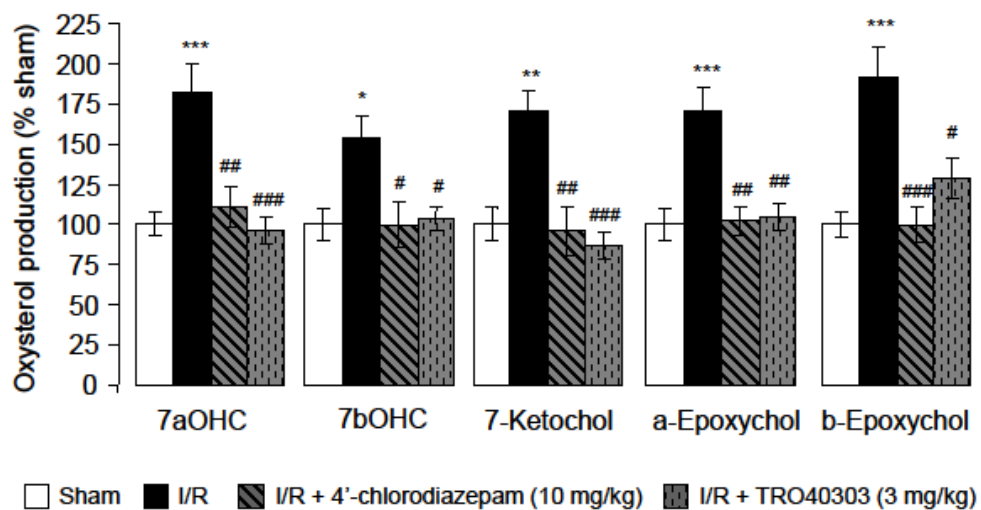 Oxysterol production (% sham)
225
200
175
150
125
100
75
50
25
0
***
##
###
*
#
#
**
##
###
***
##
##
***
###
#
7aOHC
7bOHC
7-Ketochol
a-Epoxychol
b-Epoxychol
Sham
I/R
I/R + 4'-chlorodiazepam (10 mg/kg)
I/R + TRO40303 (3 mg/kg)